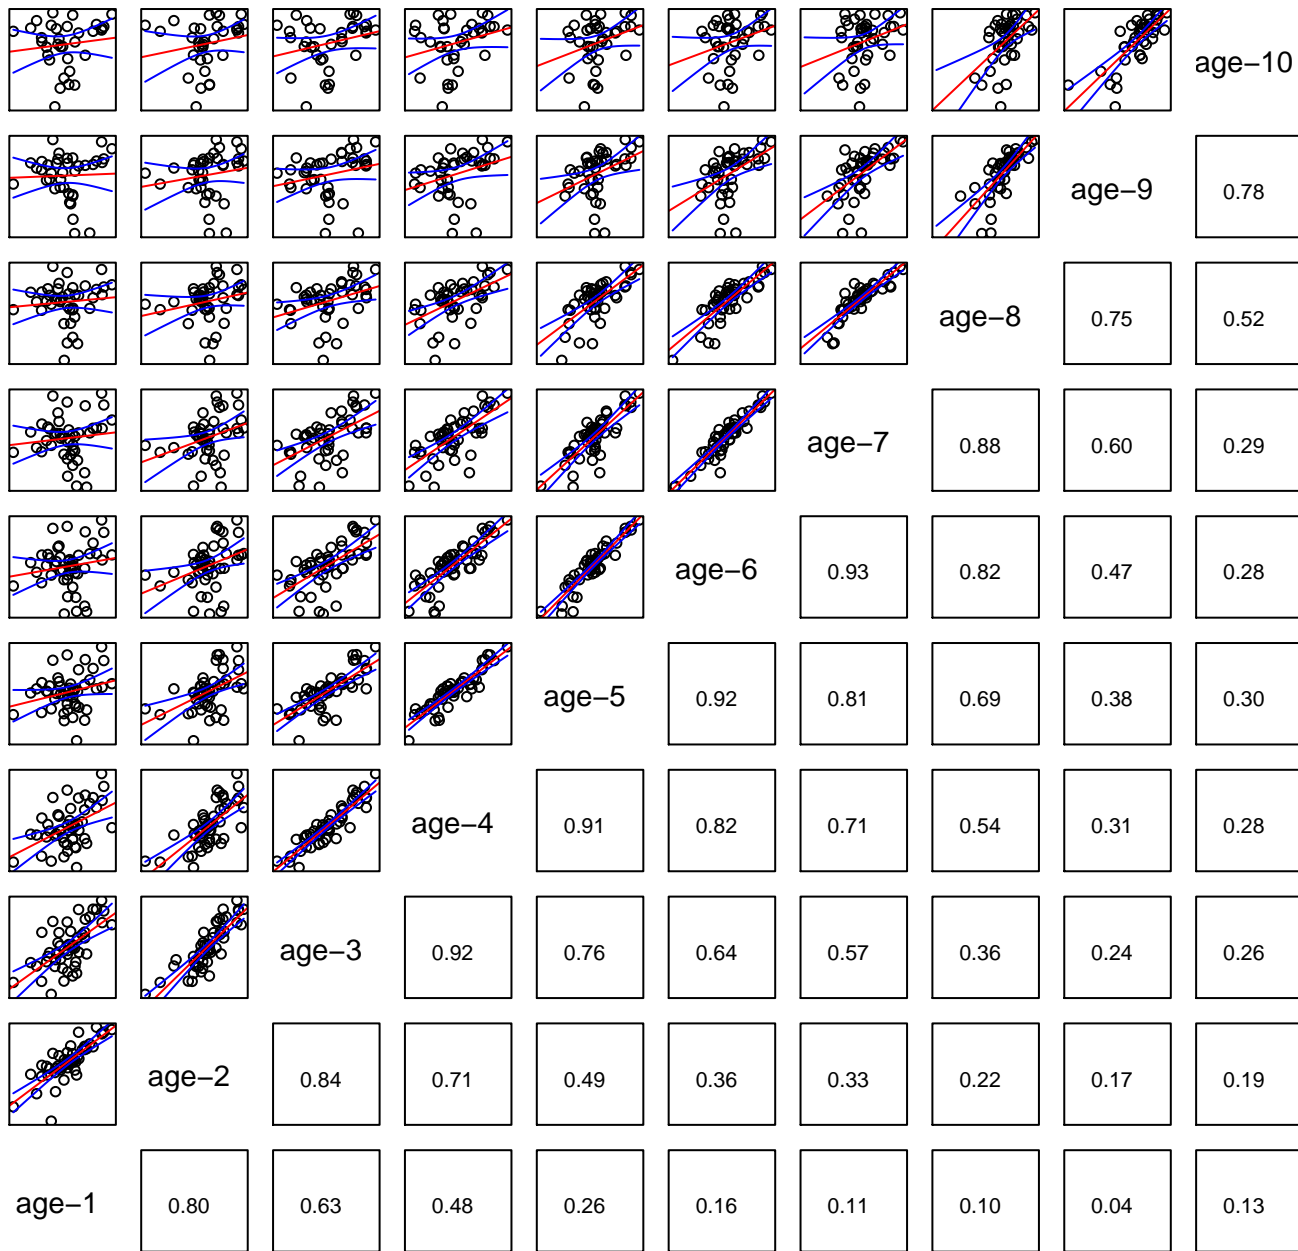 age−10
age−9 0.78
age−8 0.75 0.52
age−7 0.88 0.60 0.29
age−6 0.93 0.82 0.47 0.28
age−5 0.92 0.81 0.69 0.38 0.30
age−4 0.91 0.82 0.71 0.54 0.31 0.28
age−3 0.92 0.76 0.64 0.57 0.36 0.24 0.26
age−2 0.84 0.71 0.49 0.36 0.33 0.22 0.17 0.19
age−1 0.80 0.63 0.48 0.26 0.16 0.11 0.10 0.04 0.13